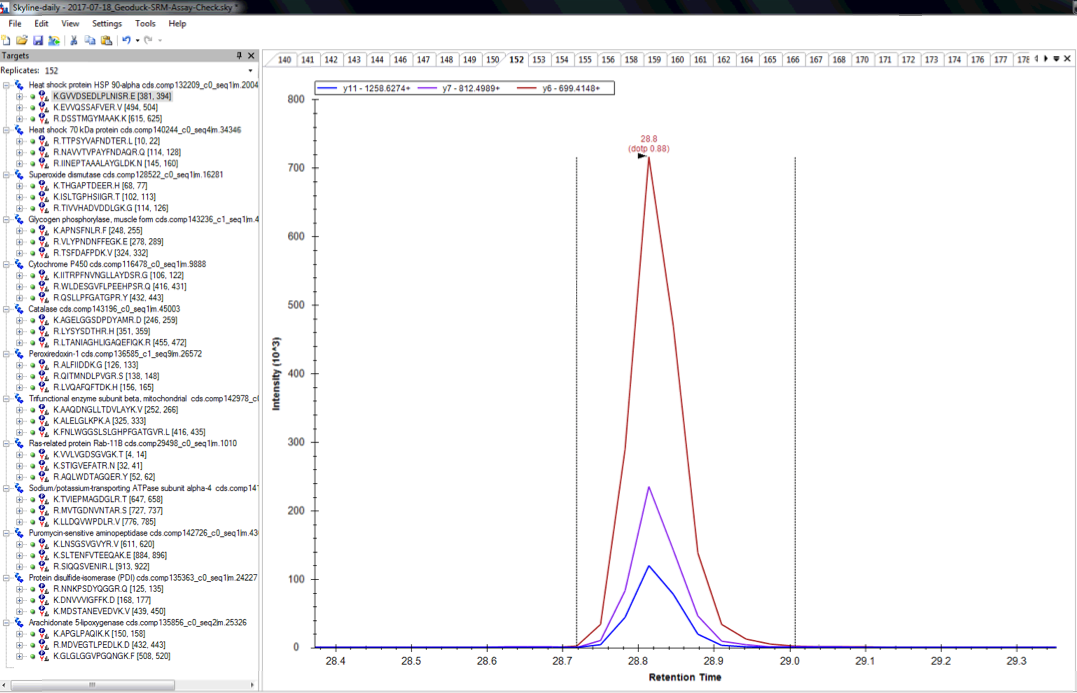 Skyline-daily - 2017-07-18_Geoduck-SRM-Assay-Check.sky *
File Edit View Settings Tools Help
Targets
Replicates: 152
Heat shock protein HSP 90-alpha cds.comp132209_c0_seq1|m.2004
K.GVVDSEDLPLNISR.E [381, 394]
K.EVVQSSAFVER.V [494, 504]
R.DSSTMGYMAAK.K [615, 625]
Heat shock 70 kDa protein cds.comp140244_c0_seq4|m.34346
R.TTPSYVAFNDTER.L [10, 22]
R.NAVVTVPAYFNDAQR.Q [114, 128]
R.IINEPTAAALAYGLDK.N [145, 160]
Superoxide dismutase cds.comp128522_c0_seq1|m.16281
K.THGAPTDEER.H [68, 77]
K.ISLTGPHSIIGR.T [102, 113]
R.TIVVHADVDDLGK.G [114, 126]
Glycogen phosphorylase, muscle form cds.comp143236_c1_seq1|m.4
K.APNSFNLR.F [248, 255]
R.VLYPNDNFFEGK.E [278, 289]
R.TSFDAFPDK.V [324, 332]
Cytochrome P450 cds.comp116478_c0_seq1|m.9888
K.IITRPFNVNGLLAYDSR.G [106, 122]
R.WLDESGVFLPEEHPSR.Q [416, 431]
R.QSLLPFGATGPR.Y [432, 443]
Catalase cds.comp143196_c0_seq1|m.45003
K.AGELGGSDPDYAMR.D [246, 259]
R.LYSYSDTHR.H [351, 359]
R.LTANIAGHLIGAQEFIQK.R [455, 472]
Peroxiredoxin-1 cds.comp136585_c1_seq9|m.26572
R.ALFIIDDK.G [126, 133]
R.QITMNDLPVGR.S [138, 148]
R.LVQAFQFTDK.H [156, 165]
Trifunctional enzyme subunit beta, mitochondrial cds.comp142978_c
K.AAQDNGLLTDVLAYK.V [252, 266]
K.ALELGLKPK.A [325, 333]
K.FNLWGGSLSLGHPFGATGVR.L [416, 435]
Ras-related protein Rab-11B cds.comp29498_c0_seq1|m.1010
K.VVLVGDSGVGK.T [4, 14]
K.STIGVEFATR.N [32, 41]
R.AQLWDTAGQER.Y [52, 62]
Sodium/potassium-transporting ATPase subunit alpha-4 cds.comp14
K.TVIEPMAGDGLR.T [647, 658]
R.MVTGDNVNTAR.S [727, 737]
K.LLDQVWPDLR.V [776, 785]
Puromycin-sensitive aminopeptidase cds.comp142726_c0_seq1|m.43
K.LNSGSVGVYR.V [611, 620]
K.SLTENFVTEEQAK.E [884, 896]
R.SIQQSVENIR.L [913, 922]
Protein disulfide-isomerase (PDI) cds.comp135363_c0_seq1|m.24227
R.NNKPSDYQGGR.Q [125, 135]
K.DNVVVIGFFK.D [168, 177]
K.MDSTANEVEDVK.V [439, 450]
Arachidonate 5-lipoxygenase cds.comp135856_c0_seq2|m.25326
K.APGLPAQIK.K [150, 158]
R.MDVEGTLPEDLK.D [432, 443]
K.GLGLGGVPGQNGK.F [508, 520]
140 141 142 143 144 145 146 147 148 149 150 152 153 154 155 156 158 159 160 161 162 163 164 165 166 167 168 169 170 171 172 173 174 176 177 178
y11 - 1258.6274+ y7 - 812.4989+ y6 - 699.4148+
28.8
(dotp 0.88)
800
700
600
500
400
300
200
100
0
Intensity (10^3)
28.4 28.5 28.6 28.7 28.8 28.9 29.0 29.1 29.2 29.3
Retention Time